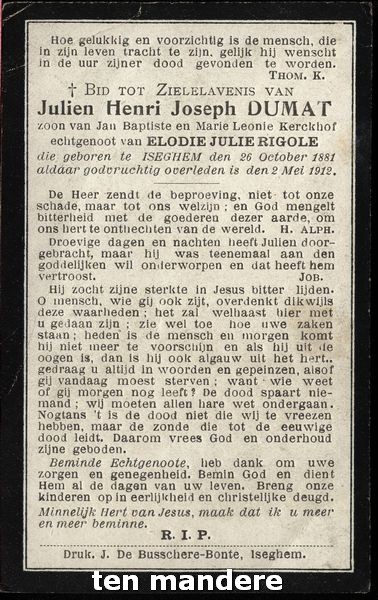 Hoe gelukkig en voorzichtig is de mensch, die
in zijn leven tracht te zijn, gelijk hij wenscht
in de uur zijner dood gevonden te worden.
Thom. K.
† Bid tot Zielelavenis van
Julien Henri Joseph DUMAT
zoon van Jan Baptiste en Marie Leonie Kerckhof
echtgenoot van ELODIE JULIE RIGOLE
die geboren te ISEGHEM den 26 October 1881
aldaar godvruchtig overleden is den 2 Mei 1912.
De Heer zendt de beproeving, niet tot onze
schade, maar tot onze zuivering; en God mengelt
bitterheid met de goederen dezer aarde, om
ons hert te onthechten van de wereld. H. ALPH.
Droevige dagen en nachten heeft Julien door-
gebracht, maar hij was teenemaal aan den
goddelijken wil onderworpen en dat heeft hem
vertroost. JOB.
Hij zocht zijne sterkte in Jesus bitter lijden.
O mensch, wie gij ook zijt, overdenkt dikwijls
deze waarheden; het zal welhaast hier met
u gedaan zijn; zie wel toe hoe uwe zaken
staan; heden is de mensch en morgen komt
hij niet meer te voorschijn en als hij uit de
oogen is, dan is hij ook algauw uit het hert..
gedraag u altijd in woorden en gepeinzen, alsof
gij vandaag moest sterven; want wie weet
of gij morgen nog leeft? De dood spaart nie-
mand; wij moeten allen hare wet ondergaan.
Nogtans 't is de dood niet die wij te vreezen
hebben, maar de zonde die tot de eeuwige
dood leidt. Daarom vrees God en onderhoud
zijne geboden.
Beminde Echtgenoote, heb dank om uwe
zorgen en genegenheid. Bemin God en dient
Hem al de dagen van uw leven. Breng onze
kinderen op in eerlijkheid en christelijke deugd.
Minnelijk Hert van Jesus, maak dat ik u meer
en meer beminne.
R. I. P.
Druk. J. De Busschere-Bonte, Iseghem.
ten mandere